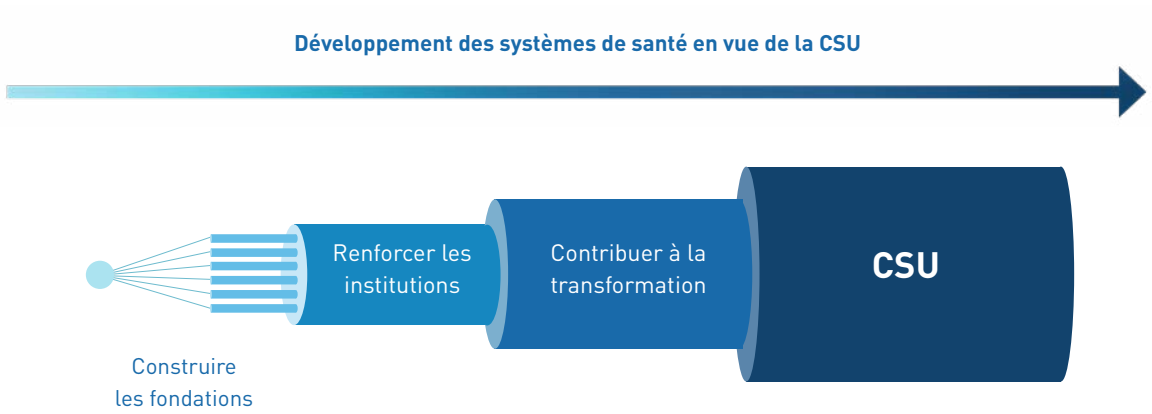 Développement des systèmes de santé en vue de la CSU
Renforcer les
institutions
Contribuer à la
transformation
CSU
Construire
les fondations